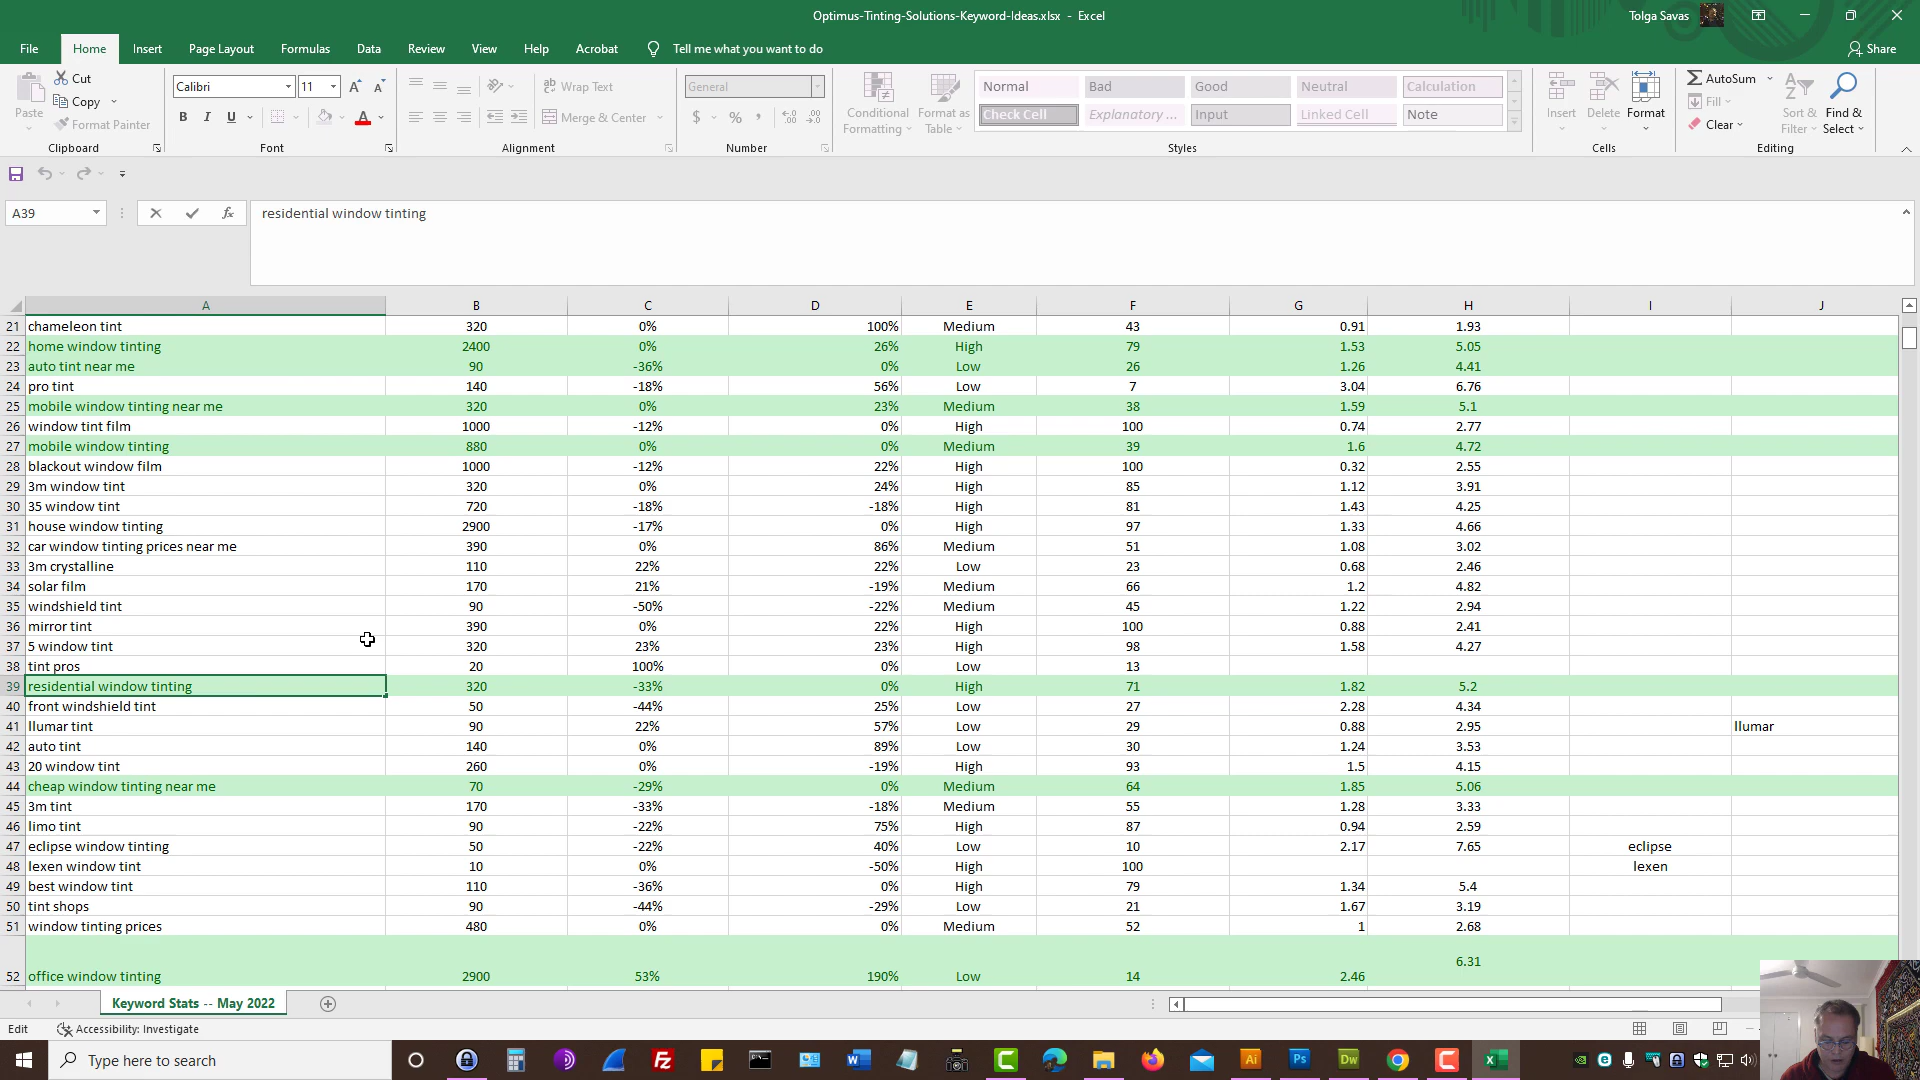 Optimus-Tinting-Solutions-Keyword-Ideas.xlsx - Excel
Tolga Savas
File Home Insert Page Layout Formulas Data Review View Help Acrobat Tell me what you want to do Share
Paste Cut Copy Format Painter Clipboard
Calibri 11 B I U A Font
Wrap Text Merge & Center Alignment
General $ % , Number
Conditional Formatting Format as Table
Normal Bad Good Neutral Calculation
Check Cell Explanatory ... Input Linked Cell Note
Styles
Insert Delete Format Cells
AutoSum Fill Clear Sort & Filter Find & Select Editing
A39 fx residential window tinting
A B C D E F G H I J
21 chameleon tint 320 0% 100% Medium 43 0.91 1.93
22 home window tinting 2400 0% 26% High 79 1.53 5.05
23 auto tint near me 90 -36% 0% Low 26 1.26 4.41
24 pro tint 140 -18% 56% Low 7 3.04 6.76
25 mobile window tinting near me 320 0% 23% Medium 38 1.59 5.1
26 window tint film 1000 -12% 0% High 100 0.74 2.77
27 mobile window tinting 880 0% 0% Medium 39 1.6 4.72
28 blackout window film 1000 -12% 22% High 100 0.32 2.55
29 3m window tint 320 0% 24% High 85 1.12 3.91
30 35 window tint 720 -18% -18% High 81 1.43 4.25
31 house window tinting 2900 -17% 0% High 97 1.33 4.66
32 car window tinting prices near me 390 0% 86% Medium 51 1.08 3.02
33 3m crystalline 110 22% 22% Low 23 0.68 2.46
34 solar film 170 21% -19% Medium 66 1.2 4.82
35 windshield tint 90 -50% -22% Medium 45 1.22 2.94
36 mirror tint 390 0% 22% High 100 0.88 2.41
37 5 window tint 320 23% 23% High 98 1.58 4.27
38 tint pros 20 100% 0% Low 13
39 residential window tinting 320 -33% 0% High 71 1.82 5.2
40 front windshield tint 50 -44% 25% Low 27 2.28 4.34
41 llumar tint 90 22% 57% Low 29 0.88 2.95 llumar
42 auto tint 140 0% 89% Low 30 1.24 3.53
43 20 window tint 260 0% -19% High 93 1.5 4.15
44 cheap window tinting near me 70 -29% 0% Medium 64 1.85 5.06
45 3m tint 170 -33% -18% Medium 55 1.28 3.33
46 limo tint 90 -22% 75% High 87 0.94 2.59
47 eclipse window tinting 50 -22% 40% Low 10 2.17 7.65 eclipse
48 lexen window tint 10 0% -50% High 100 lexen
49 best window tint 110 -36% 0% High 79 1.34 5.4
50 tint shops 90 -44% -29% Low 21 1.67 3.19
51 window tinting prices 480 0% 0% Medium 52 1 2.68
52 office window tinting 2900 53% 190% Low 14 2.46 6.31
Keyword Stats -- May 2022
Edit Accessibility: Investigate
Type here to search